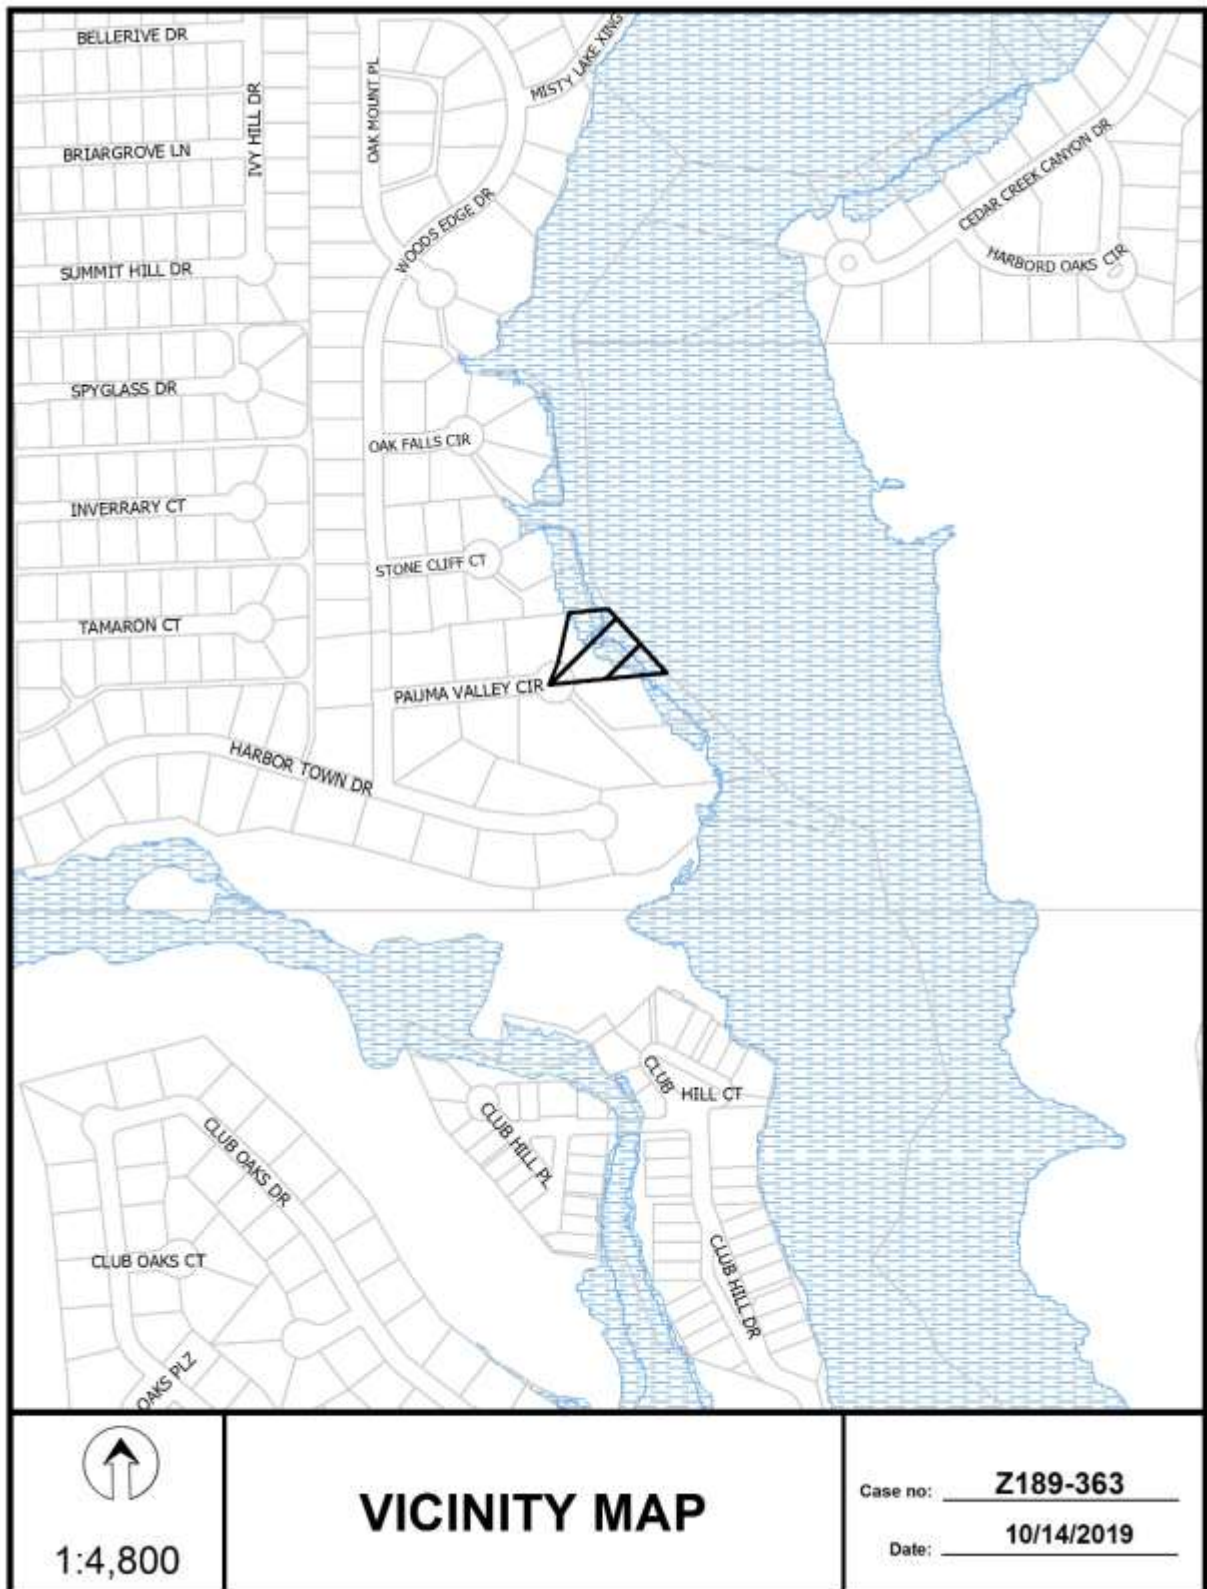 BELLERIVE DR
MISTY LAKE XING
OAK MOUNT PL
IVY HILL DR
BRIARGROVE LN
CEDAR CREEK CANYON DR
WOODS EDGE DR
HARBORD OAKS CIR
SUMMIT HILL DR
SPYGLASS DR
OAK FALLS CIR
INVERRARY CT
STONE CLIFF CT
TAMARON CT
PAUMA VALLEY CIR
HARBOR TOWN DR
CLUB HILL CT
CLUB HILL PL
CLUB OAKS DR
CLUB OAKS CT
CLUB HILL DR
OAKS PLZ
1:4,800
VICINITY MAP
Case no: Z189-363
Date: 10/14/2019